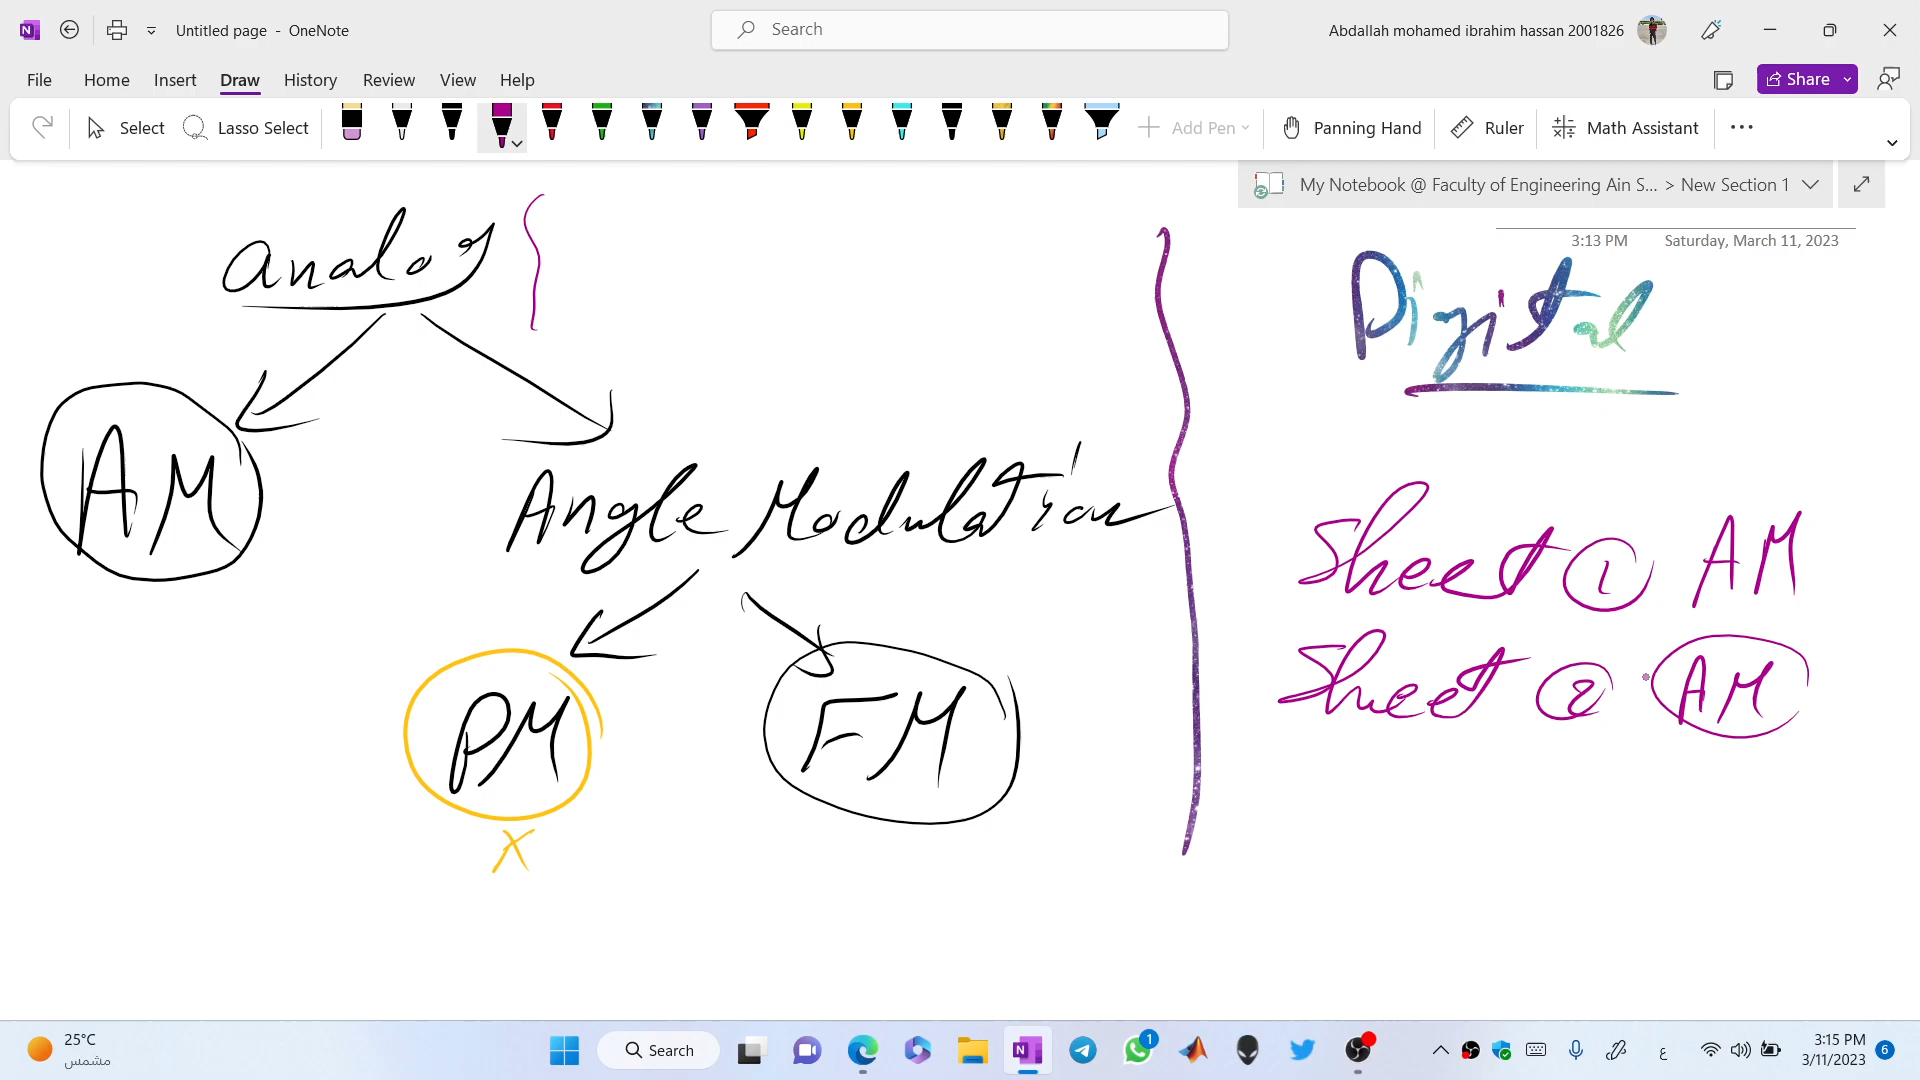 Untitled page - OneNote
Search
Abdallah mohamed ibrahim hassan 2001826
File Home Insert Draw History Review View Help
Share
Select Lasso Select
Add Pen
Panning Hand Ruler Math Assistant
My Notebook @ Faculty of Engineering Ain S... > New Section 1
3:13 PM Saturday, March 11, 2023
analog
Digital
AM
Angle Modulation
PM
FM
X
Sheet 1 AM
Sheet 2 AM
25°C
مشمس
Search
1
ع
3:15 PM
3/11/2023
6